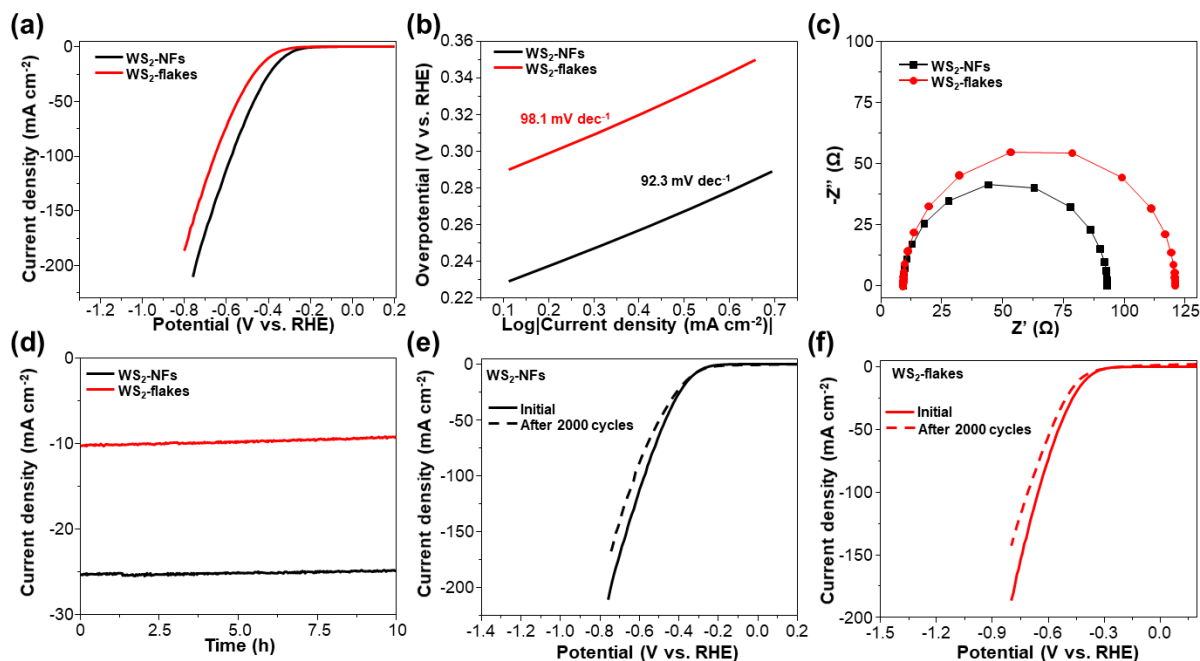 (a)
WS₂-NFs
WS₂-flakes
Current density (mA cm⁻²)
0
-50
-100
-150
-200
-1.2 -1.0 -0.8 -0.6 -0.4 -0.2 0.0 0.2
Potential (V vs. RHE)
(b)
WS₂-NFs
WS₂-flakes
98.1 mV dec⁻¹
92.3 mV dec⁻¹
Overpotential (V vs. RHE)
0.36
0.34
0.32
0.30
0.28
0.26
0.24
0.22
0.1 0.2 0.3 0.4 0.5 0.6 0.7
Log|Current density (mA cm⁻²)|
(c)
WS₂-NFs
WS₂-flakes
-Z'' (Ω)
-100
-75
50
25
0
0 25 50 75 100 125
Z' (Ω)
(d)
WS₂-NFs
WS₂-flakes
Current density (mA cm⁻²)
0
-10
-20
-30
0 2.5 5.0 7.5 10
Time (h)
(e)
WS₂-NFs
Initial
After 2000 cycles
Current density (mA cm⁻²)
0
-50
-100
-150
-200
-1.4 -1.2 -1.0 -0.8 -0.6 -0.4 -0.2 0.0 0.2
Potential (V vs. RHE)
(f)
WS₂-flakes
Initial
After 2000 cycles
Current density (mA cm⁻²)
0
-50
-100
-150
-200
-1.5 -1.2 -0.9 -0.6 -0.3 0.0
Potential (V vs. RHE)